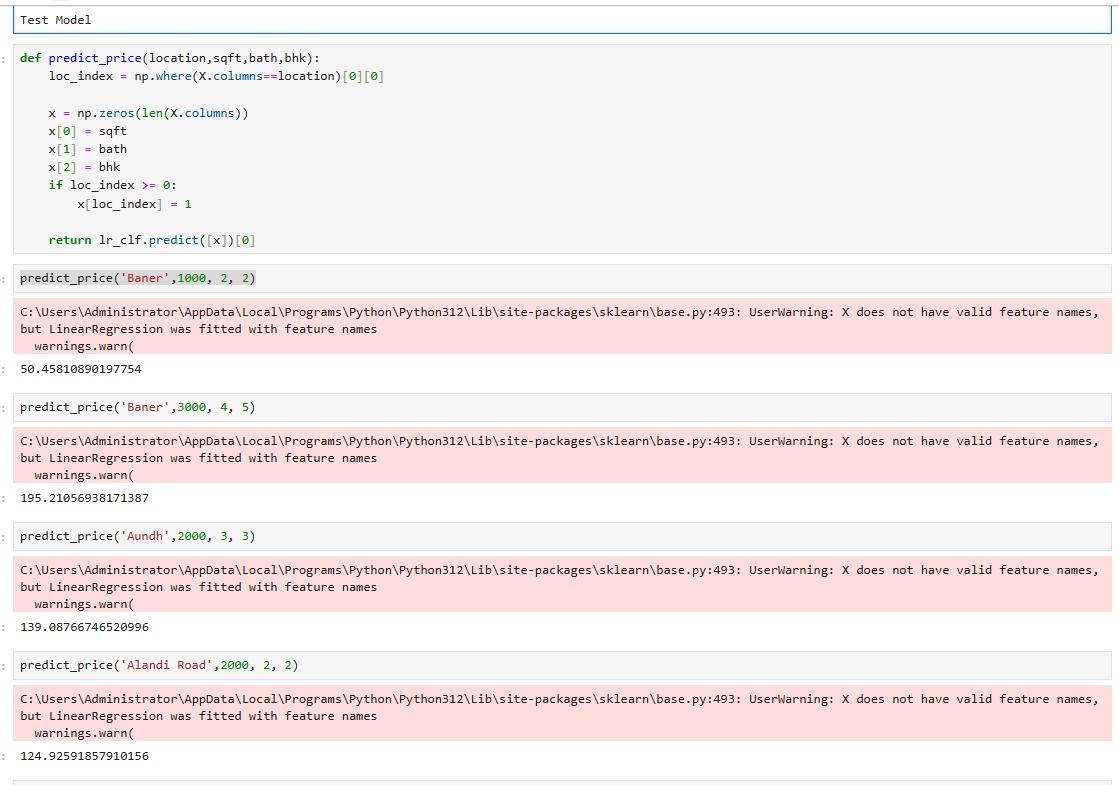 Test Model
def predict_price(location,sqft,bath,bhk):
    loc_index = np.where(X.columns==location)[0][0]
    x = np.zeros(len(X.columns))
    x[0] = sqft
    x[1] = bath
    x[2] = bhk
    if loc_index >= 0:
        x[loc_index] = 1
    return lr_clf.predict([x])[0]
predict_price('Baner',1000, 2, 2)
C:\Users\Administrator\AppData\Local\Programs\Python\Python312\Lib\site-packages\sklearn\base.py:493: UserWarning: X does not have valid feature names,
but LinearRegression was fitted with feature names
  warnings.warn(
50.45810890197754
predict_price('Baner',3000, 4, 5)
C:\Users\Administrator\AppData\Local\Programs\Python\Python312\Lib\site-packages\sklearn\base.py:493: UserWarning: X does not have valid feature names,
but LinearRegression was fitted with feature names
  warnings.warn(
195.21056938171387
predict_price('Aundh',2000, 3, 3)
C:\Users\Administrator\AppData\Local\Programs\Python\Python312\Lib\site-packages\sklearn\base.py:493: UserWarning: X does not have valid feature names,
but LinearRegression was fitted with feature names
  warnings.warn(
139.08766746520996
predict_price('Alandi Road',2000, 2, 2)
C:\Users\Administrator\AppData\Local\Programs\Python\Python312\Lib\site-packages\sklearn\base.py:493: UserWarning: X does not have valid feature names,
but LinearRegression was fitted with feature names
  warnings.warn(
124.92591857910156